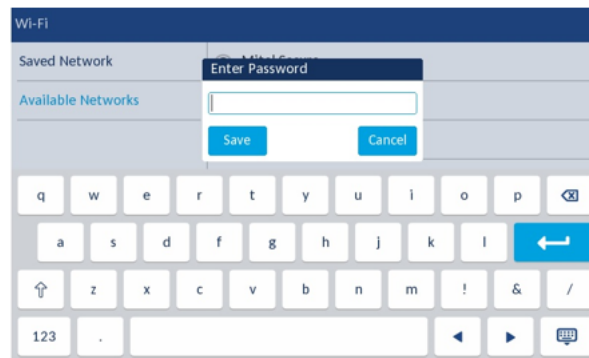 Wi-Fi
Saved Network
Enter Password
Available Networks
Save Cancel
q w e r t y u i o p
a s d f g h j k l
z x c v b n m ! & /
123 .